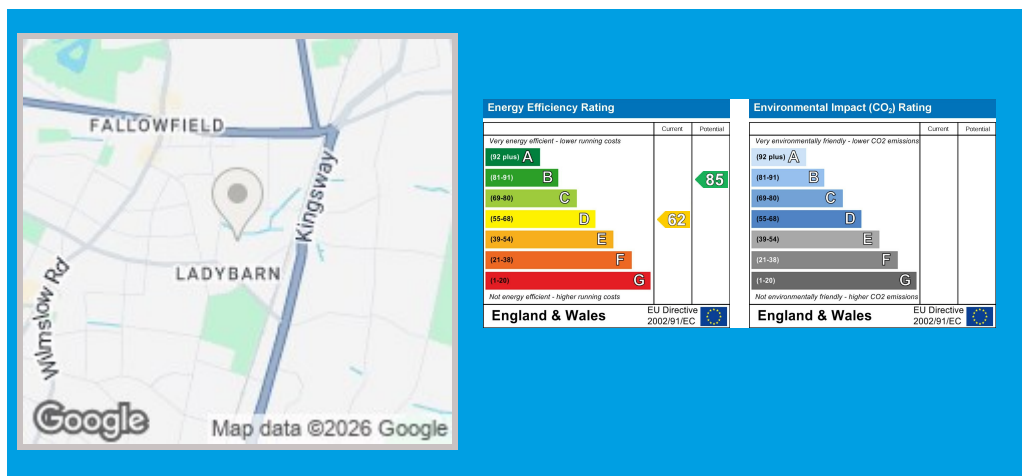 FALLOWFIELD
Kingsway
LADYBARN
Wilmslow Rd
Google
Map data ©2026 Google
Energy Efficiency Rating
Current Potential
Very energy efficient - lower running costs
(92 plus) A
(81-91) B
85
(69-80) C
(55-68) D
62
(39-54) E
(21-38) F
(1-20) G
Not energy efficient - higher running costs
England & Wales
EU Directive
2002/91/EC
Environmental Impact (CO₂) Rating
Current Potential
Very environmentally friendly - lower CO2 emissions
(92 plus) A
(81-91) B
(69-80) C
(55-68) D
(39-54) E
(21-38) F
(1-20) G
Not environmentally friendly - higher CO2 emissions
England & Wales
EU Directive
2002/91/EC